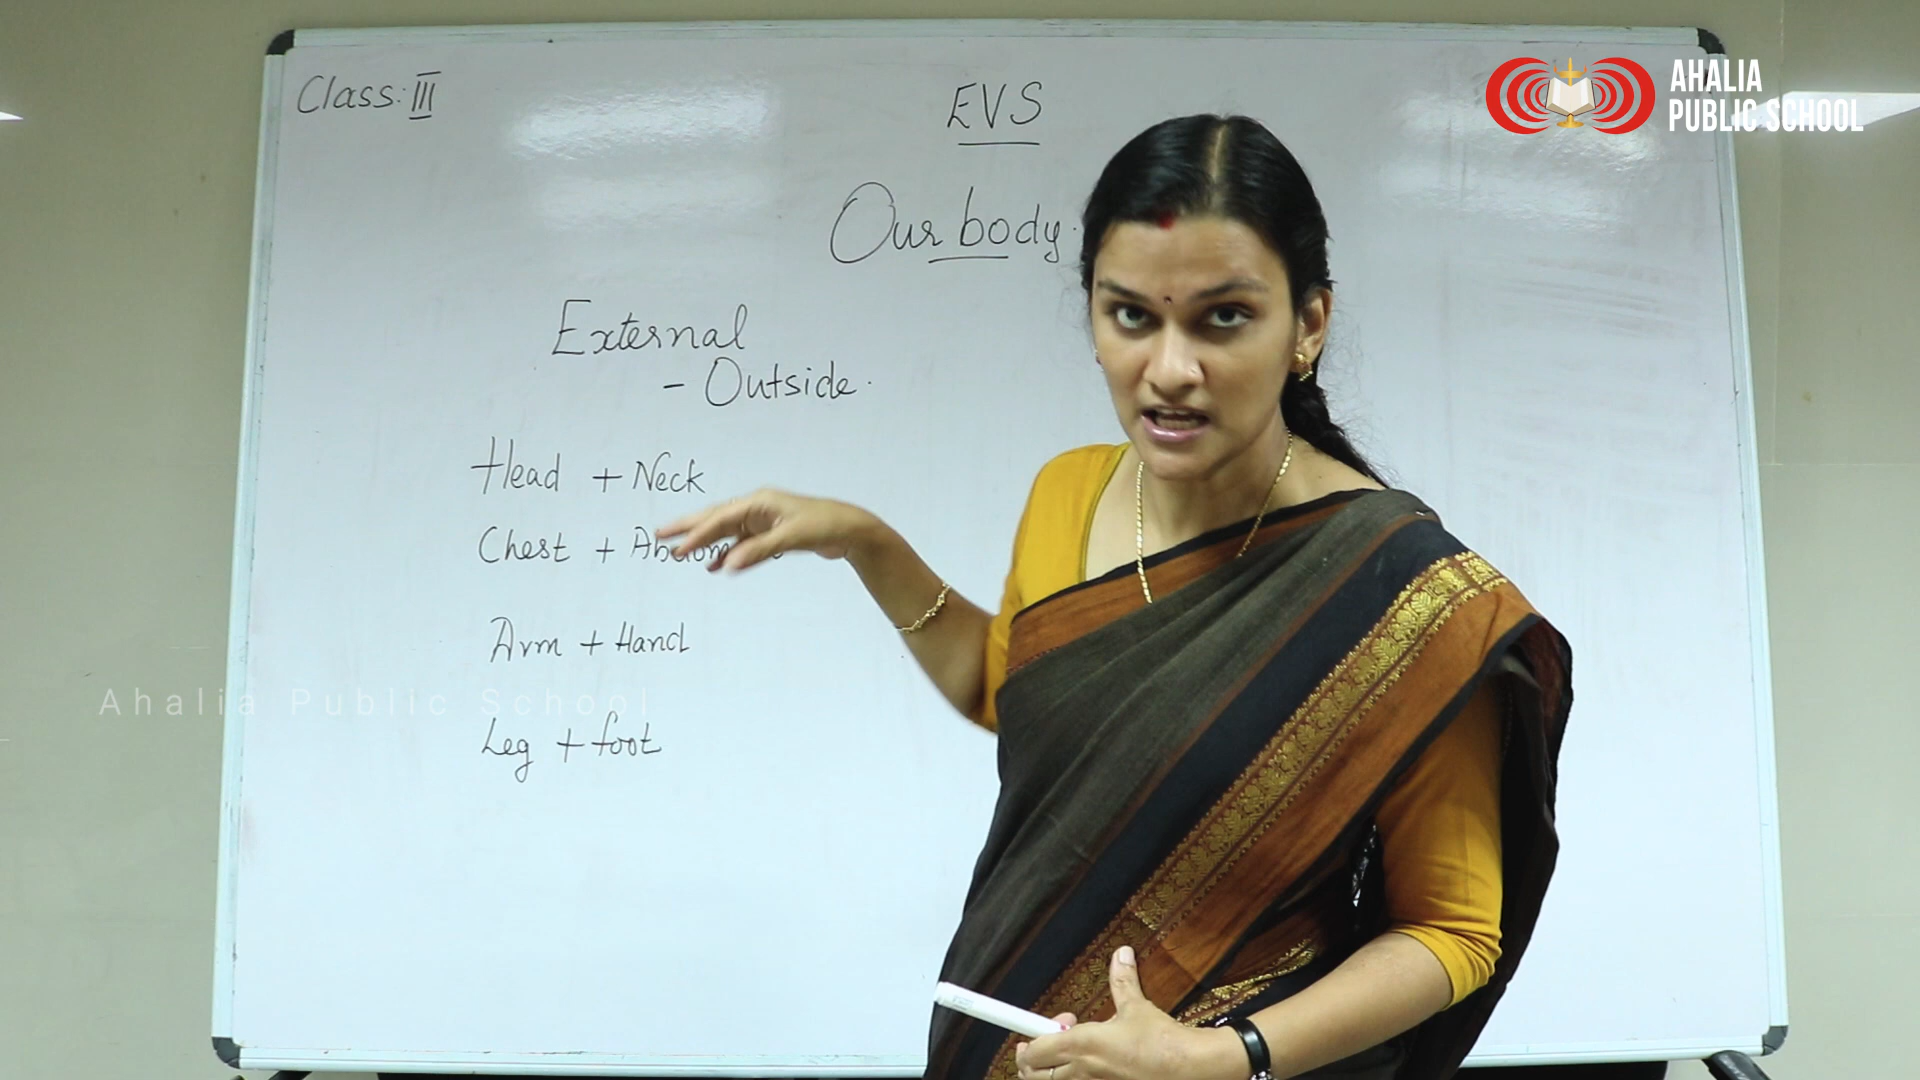 Class: III
EVS
AHALIA
PUBLIC SCHOOL
Our body.
External
- Outside.
Head + Neck
Chest +
Arm + Hand
Ahalia Public School
Leg + foot